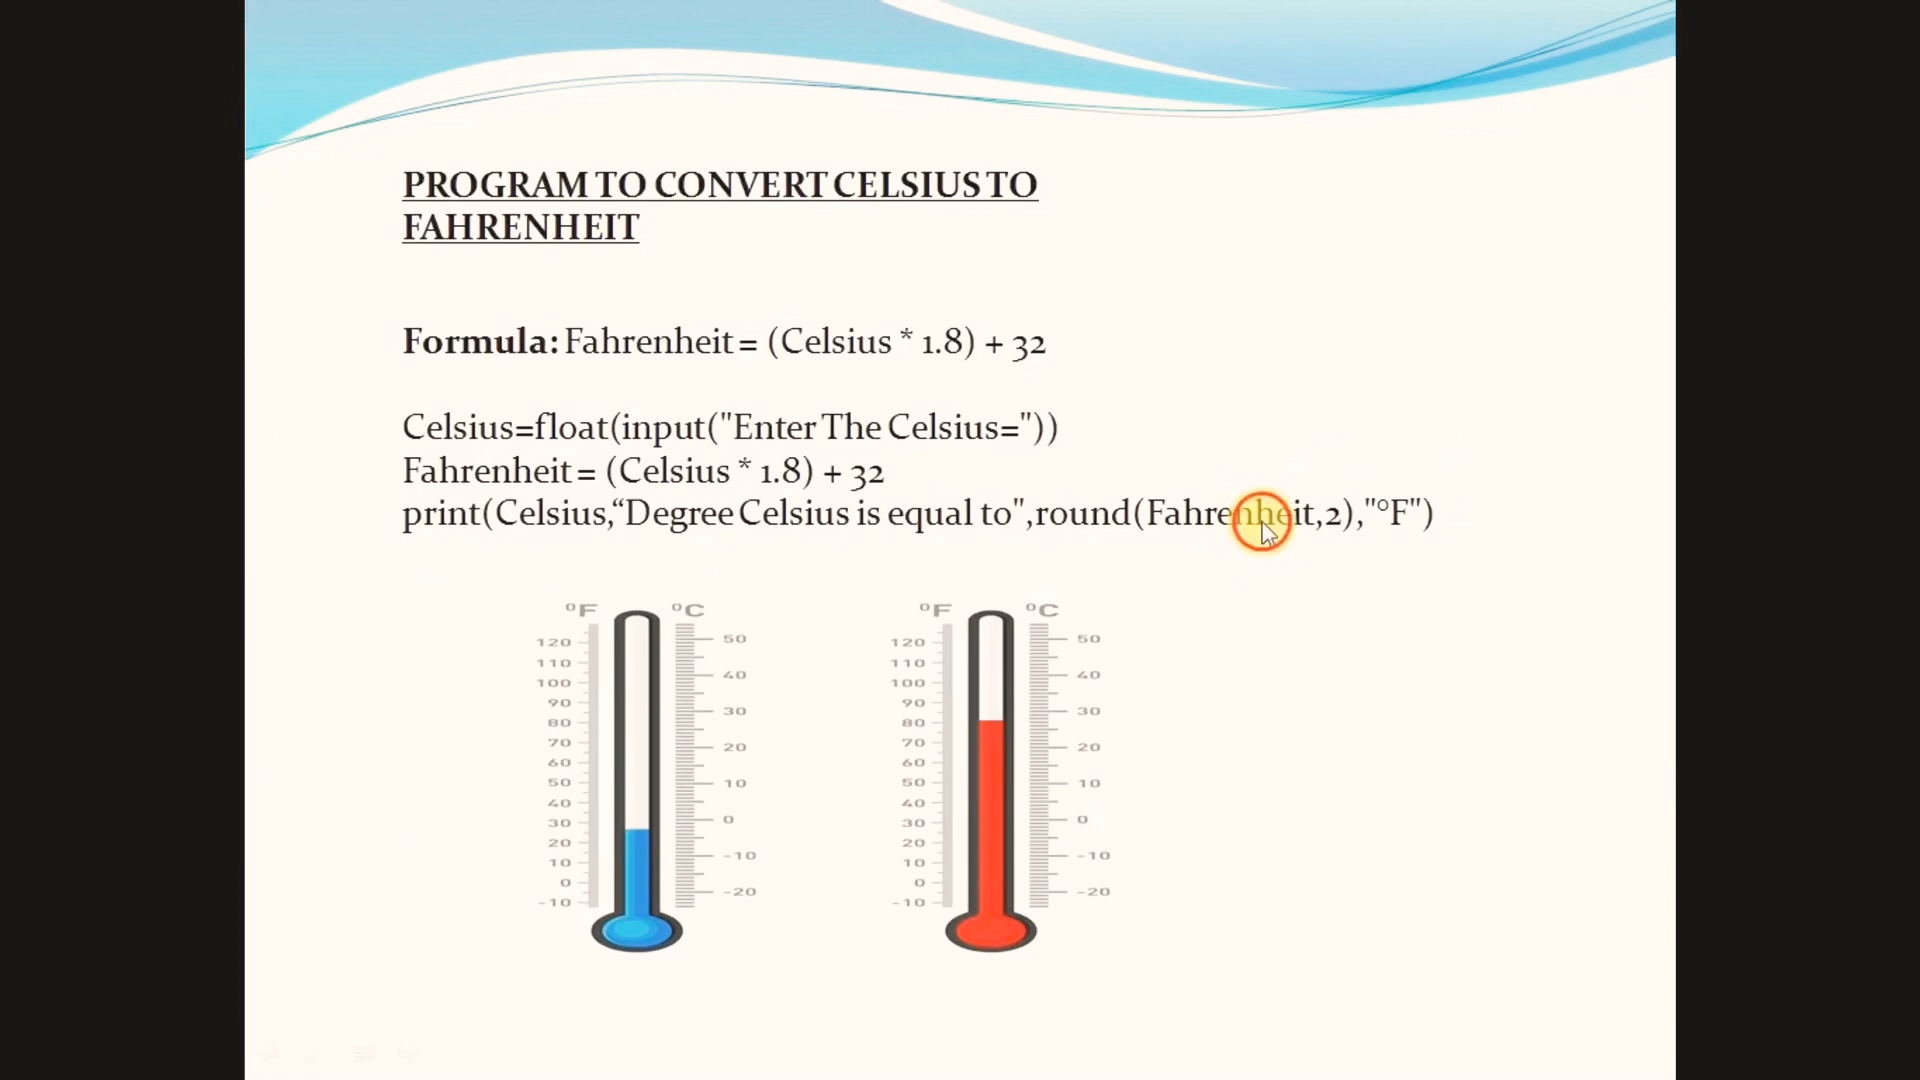 PROGRAM TO CONVERT CELSIUS TO
FAHRENHEIT
Formula: Fahrenheit = (Celsius * 1.8) + 32
Celsius=float(input("Enter The Celsius="))
Fahrenheit = (Celsius * 1.8) + 32
print(Celsius,“Degree Celsius is equal to",round(Fahrenheit,2),"°F")
°F °C °F °C
120 50 120 50
110 110
100 40 100 40
90 30 90 30
80 80
70 20 70 20
60 60
50 10 50 10
40 40
30 0 30 0
20 20
10 -10 10 -10
0 -20 0 -20
-10 -10